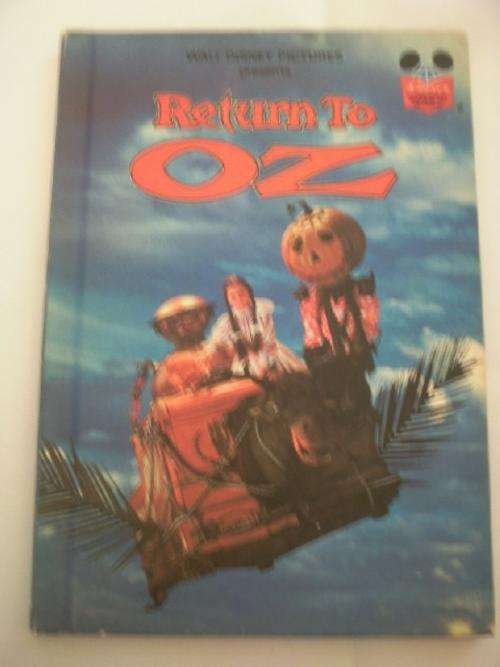 WALT DISNEY PICTURES
presents
Return To
OZ